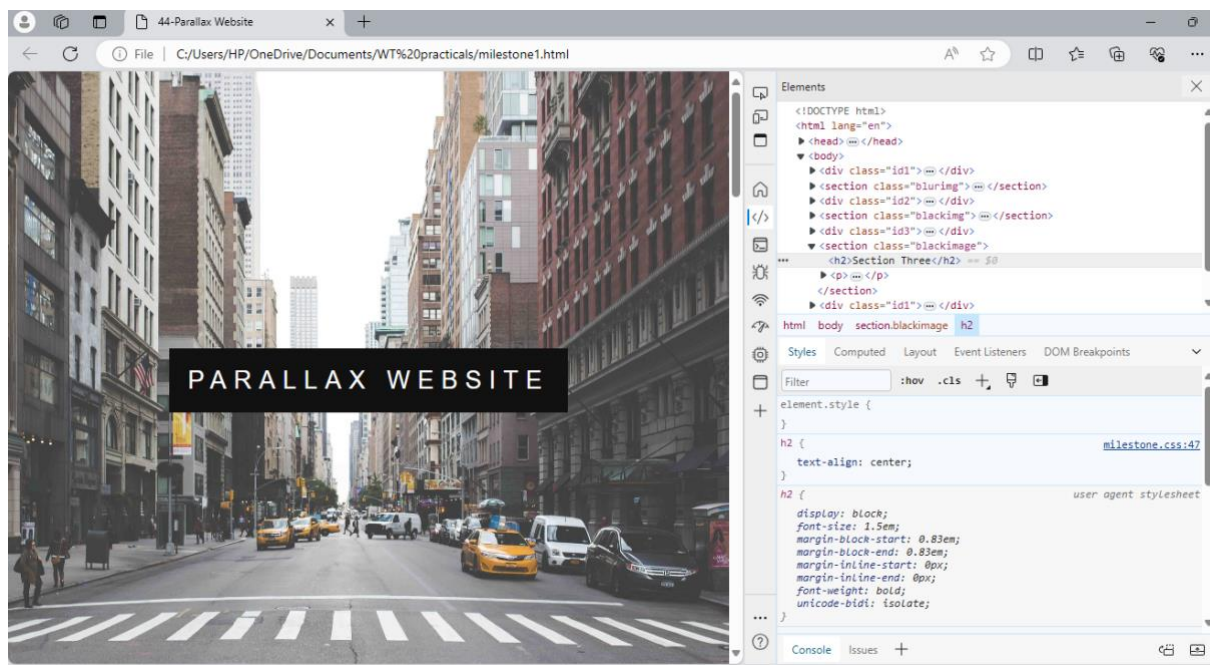 44-Parallax Website
File | C:/Users/HP/OneDrive/Documents/WT%20practicals/milestone1.html
PARALLAX WEBSITE
Elements
<!DOCTYPE html>
<html lang="en">
<head> … </head>
<body>
<div class="id1"> … </div>
<section class="blurimg"> … </section>
<div class="id2"> … </div>
<section class="blackimg"> … </section>
<div class="id3"> … </div>
<section class="blackimage">
<h2>Section Three</h2> == $0
<p> … </p>
</section>
<div class="id1"> … </div>
html body section.blackimage h2
Styles Computed Layout Event Listeners DOM Breakpoints
Filter :hov .cls
element.style {
}
h2 { milestone.css:47
text-align: center;
}
h2 { user agent stylesheet
display: block;
font-size: 1.5em;
margin-block-start: 0.83em;
margin-block-end: 0.83em;
margin-inline-start: 0px;
margin-inline-end: 0px;
font-weight: bold;
unicode-bidi: isolate;
}
Console Issues